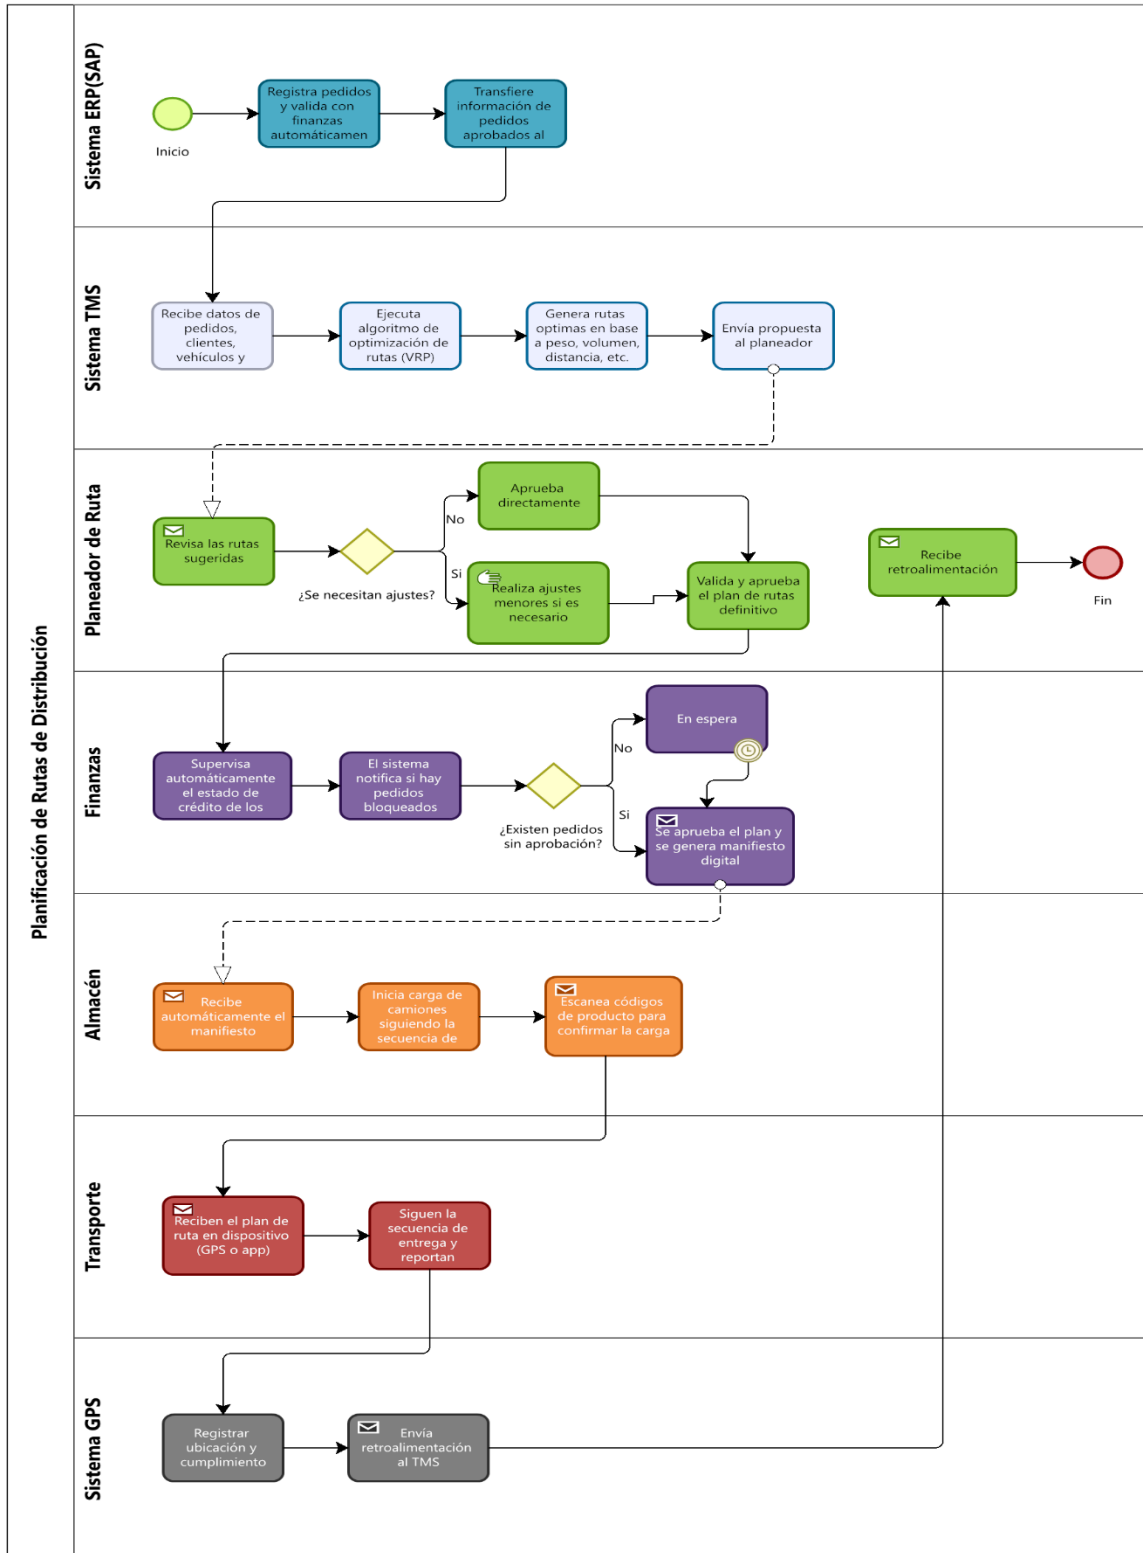 Planificación de Rutas de Distribución
Sistema ERP(SAP)
Inicio
Registra pedidos
y valida con
finanzas
automáticamen
Transfiere
información de
pedidos
aprobados al
Sistema TMS
Recibe datos de
pedidos,
clientes,
vehículos y
Ejecuta
algoritmo de
optimización de
rutas (VRP)
Genera rutas
optimas en base
a peso, volumen,
distancia, etc.
Envía propuesta
al planeador
Planeador de Ruta
Revisa las rutas
sugeridas
¿Se necesitan ajustes?
No
Aprueba
directamente
Si
Realiza ajustes
menores si es
necesario
Valida y aprueba
el plan de rutas
definitivo
Recibe
retroalimentación
Fin
Finanzas
Supervisa
automáticamente
el estado de
crédito de los
El sistema
notifica si hay
pedidos
bloqueados
¿Existen pedidos
sin aprobación?
No
En espera
Si
Se aprueba el plan y
se genera manifiesto
digital
Almacén
Recibe
automáticamente el
manifiesto
Inicia carga de
camiones
siguiendo la
secuencia de
Escanea códigos
de producto para
confirmar la carga
Transporte
Reciben el plan de
ruta en dispositivo
(GPS o app)
Siguen la
secuencia de
entrega y
reportan
Sistema GPS
Registrar
ubicación y
cumplimiento
Envía
retroalimentación
al TMS